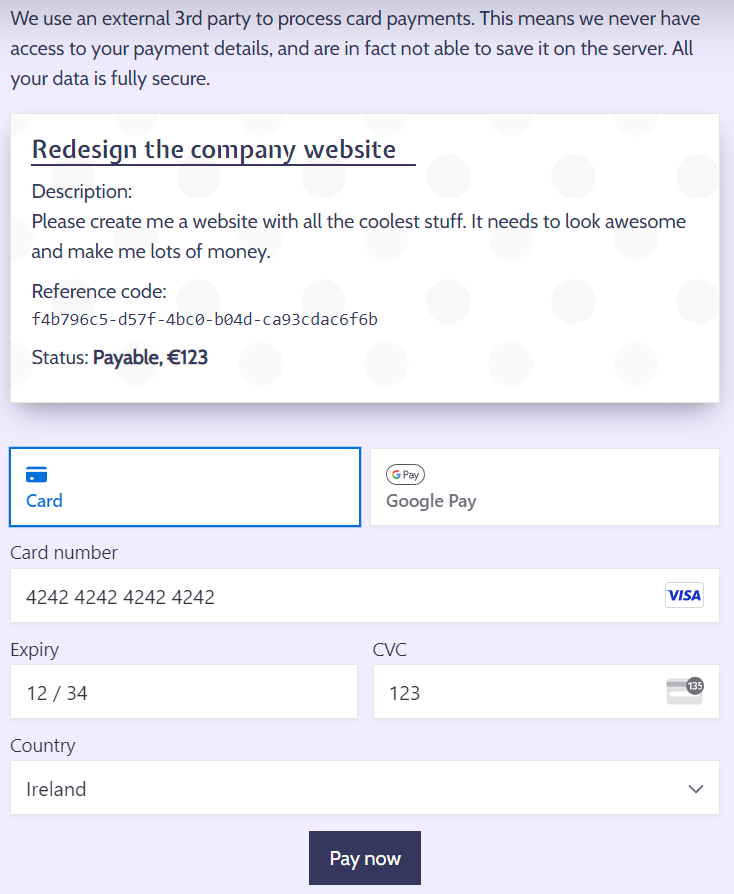 We use an external 3rd party to process card payments. This means we never have
access to your payment details, and are in fact not able to save it on the server. All
your data is fully secure.
Redesign the company website
Description:
Please create me a website with all the coolest stuff. It needs to look awesome
and make me lots of money.
Reference code:
f4b796c5-d57f-4bc0-b04d-ca93cdac6f6b
Status: Payable, €123
Card
G Pay
Google Pay
Card number
4242 4242 4242 4242
VISA
Expiry
CVC
12 / 34
123
135
Country
Ireland
Pay now